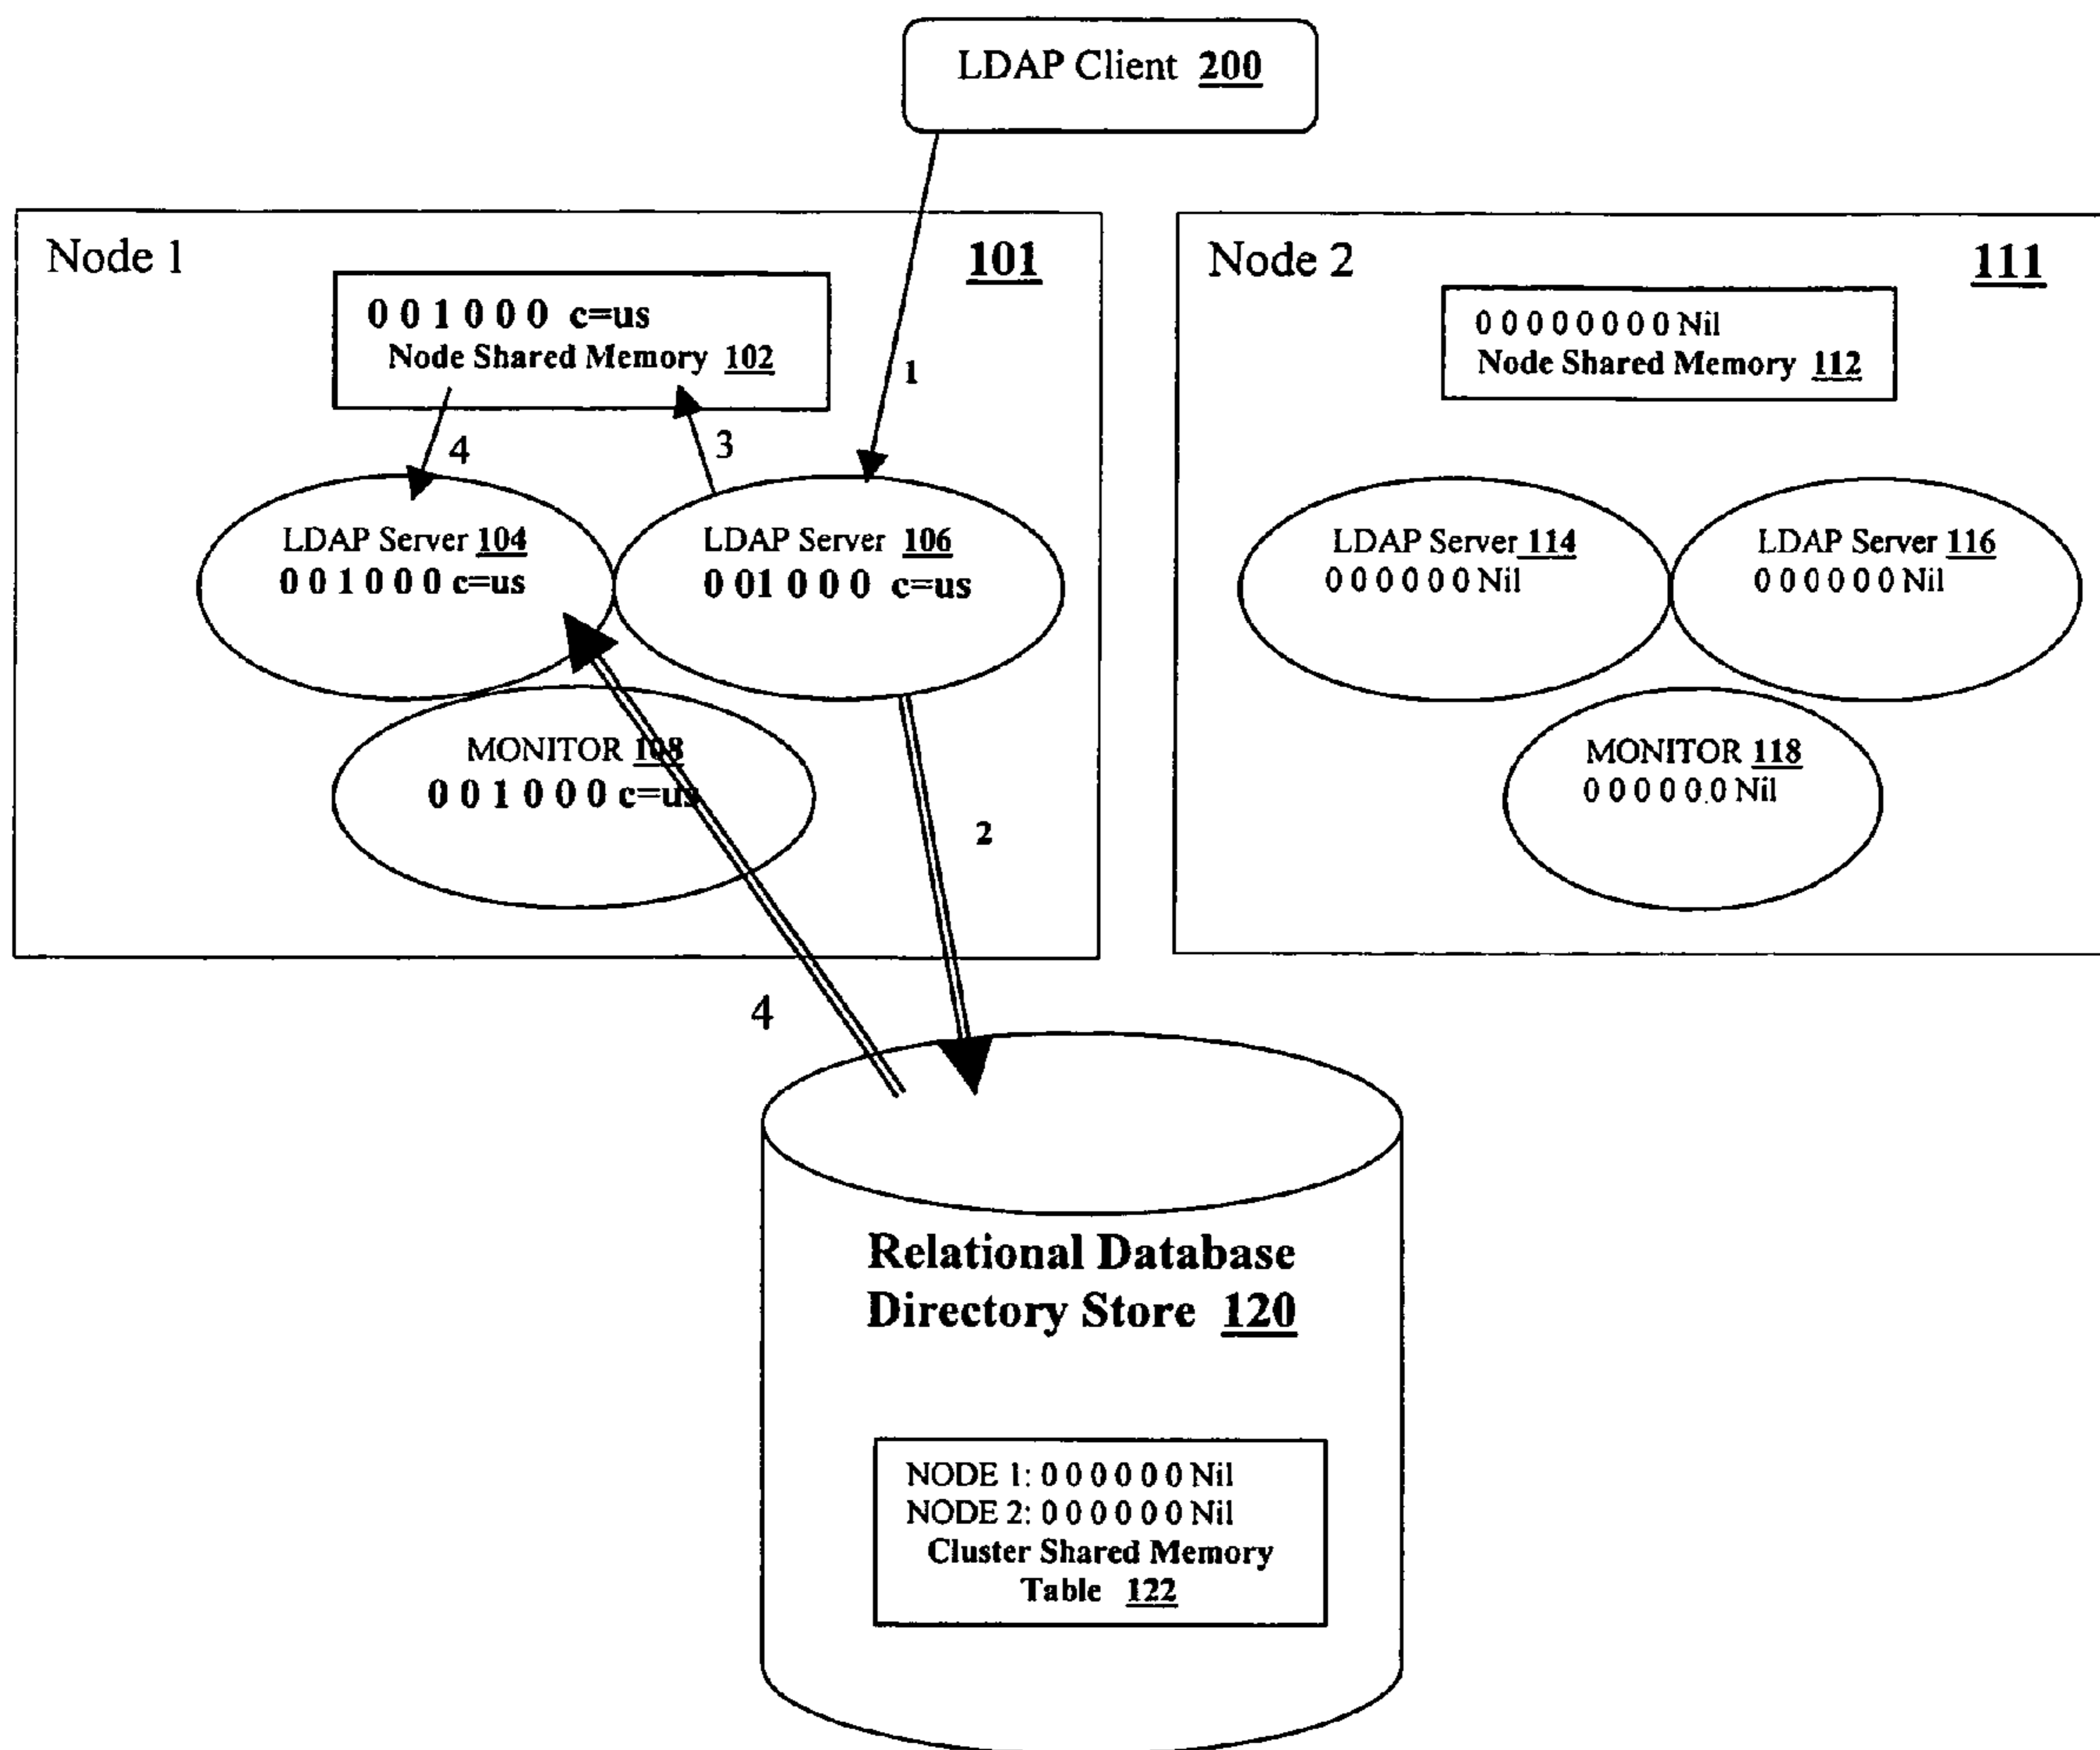 LDAP Client 200
Node 1
101
0 0 1 0 0 0 c=us
Node Shared Memory 102
1
4
3
LDAP Server 104
0 0 1 0 0 0 c=us
LDAP Server 106
0 01 0 0 0 c=us
MONITOR 108
0 0 1 0 0 0 c=us
2
4
Node 2
111
0 0 0 0 0 0 0 0 Nil
Node Shared Memory 112
LDAP Server 114
0 0 0 0 0 0 Nil
LDAP Server 116
0 0 0 0 0 0 Nil
MONITOR 118
0 0 0 0 0.0 Nil
Relational Database
Directory Store 120
NODE 1: 0 0 0 0 0 0 Nil
NODE 2: 0 0 0 0 0 0 Nil
Cluster Shared Memory
Table 122